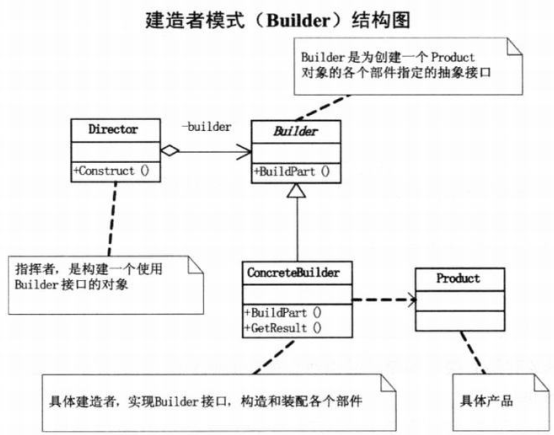 建造者模式（Builder）结构图
Builder是为创建一个Product
对象的各个部件指定的抽象接口
Director
-builder
Builder
+Construct ()
+BuildPart ()
指挥者，是构建一个使用
Builder接口的对象
ConcreteBuilder
Product
+BuildPart ()
+GetResult ()
具体建造者，实现Builder接口，构造和装配各个部件
具体产品